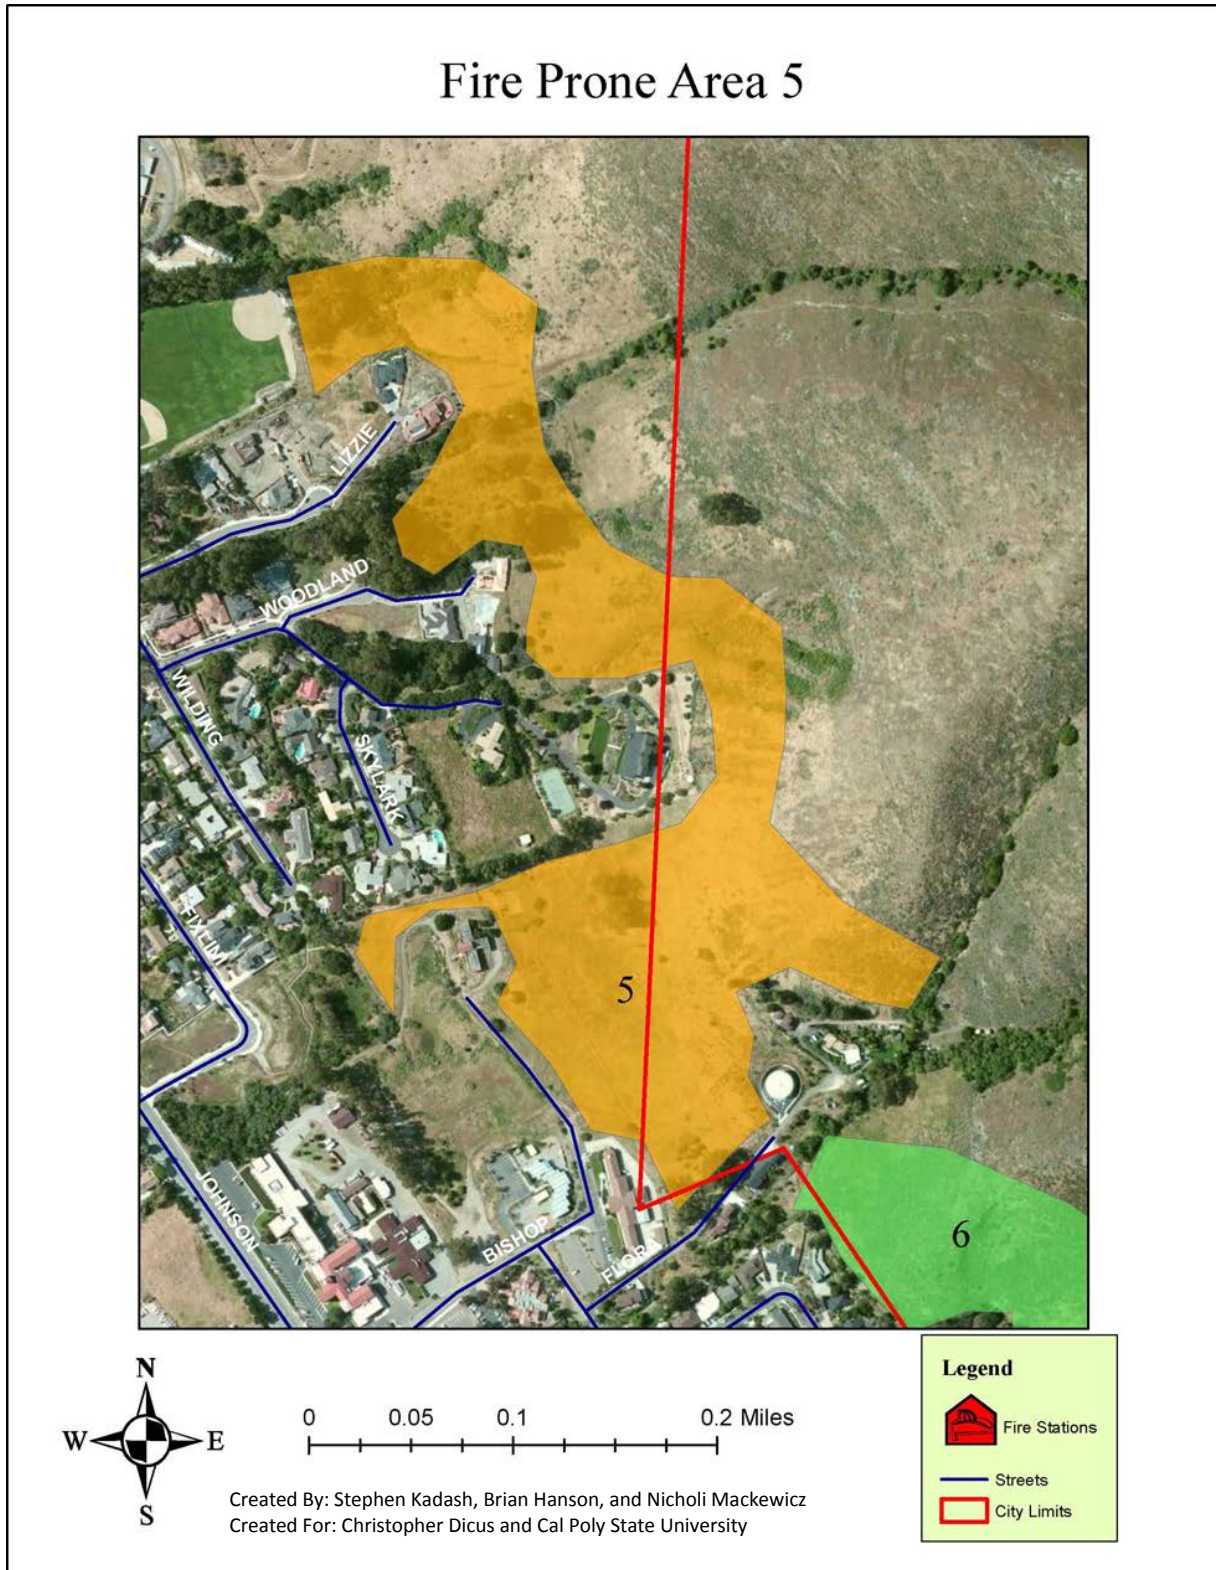 Fire Prone Area 5
LIZZIE
WOODLAND
WILDING
SKYLARK
FIXLINI
5
JOHNSON
BISHOP
FLOR
6
Legend
Fire Stations
Streets
City Limits
N
W E
S
0 0.05 0.1 0.2 Miles
Created By: Stephen Kadash, Brian Hanson, and Nicholi Mackewicz
Created For: Christopher Dicus and Cal Poly State University